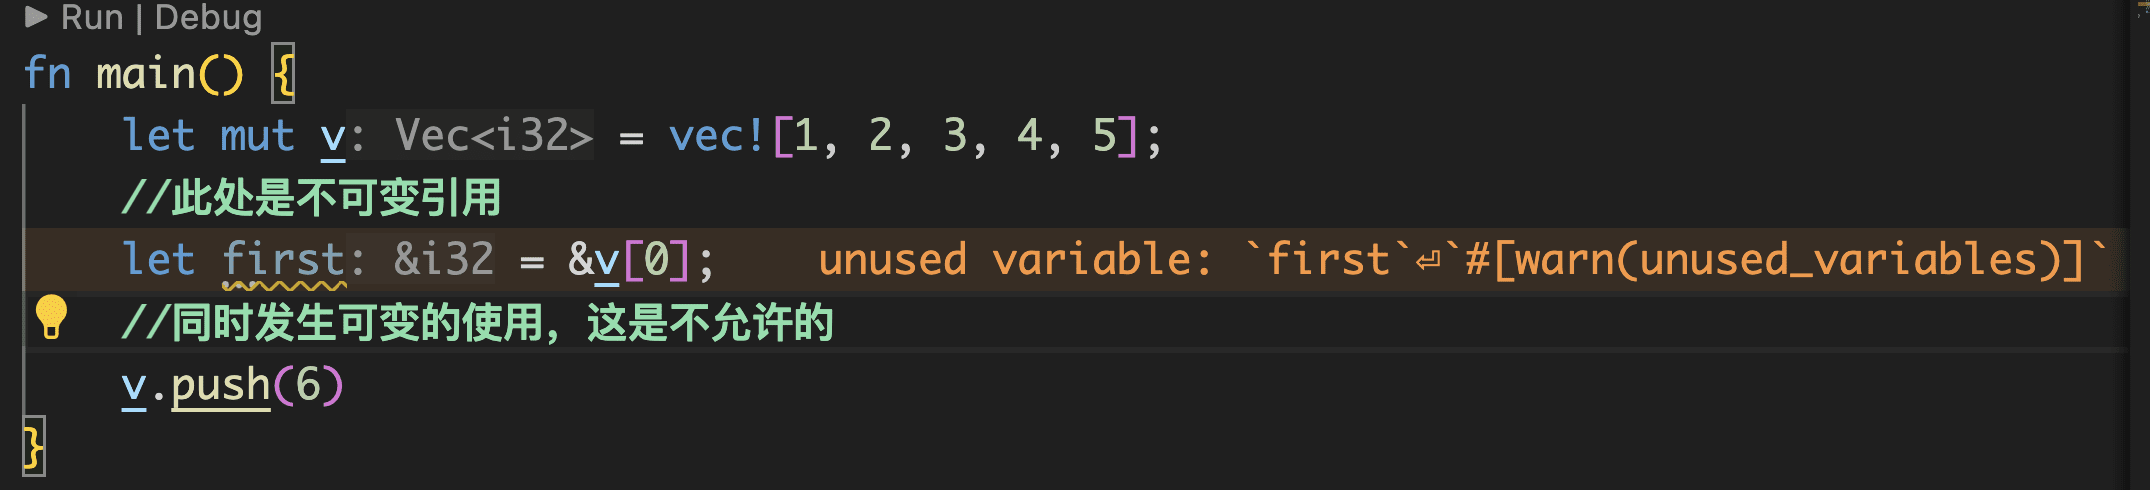 ▶ Run | Debug
fn main() {
let mut v: Vec<i32> = vec![1, 2, 3, 4, 5];
//此处是不可变引用
let first: &i32 = &v[0];     unused variable: `first`⏎`#[warn(unused_variables)]`
//同时发生可变的使用，这是不允许的
v.push(6)
}